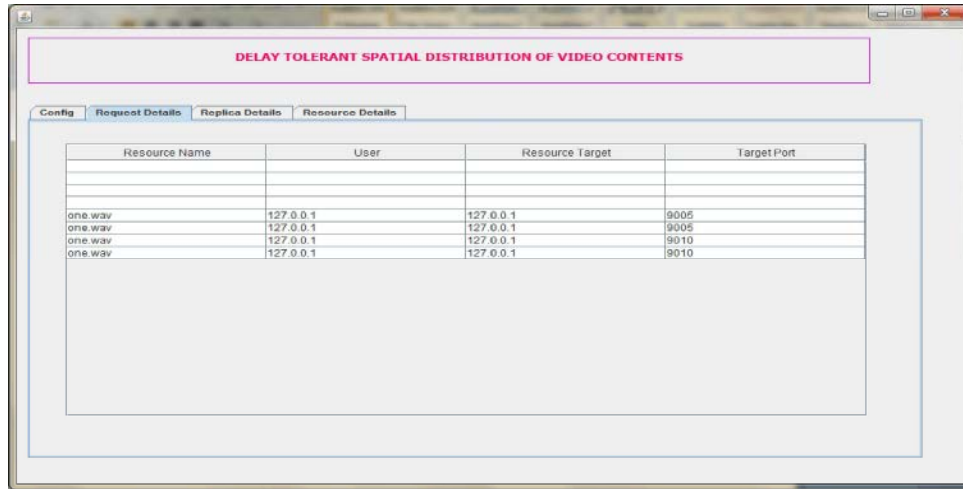 DELAY TOLERANT SPATIAL DISTRIBUTION OF VIDEO CONTENTS
Config Request Details Replica Details Resource Details
Resource Name User Resource Target Target Port
one.wav 127.0.0.1 127.0.0.1 9005
one.wav 127.0.0.1 127.0.0.1 9005
one.wav 127.0.0.1 127.0.0.1 9010
one.wav 127.0.0.1 127.0.0.1 9010